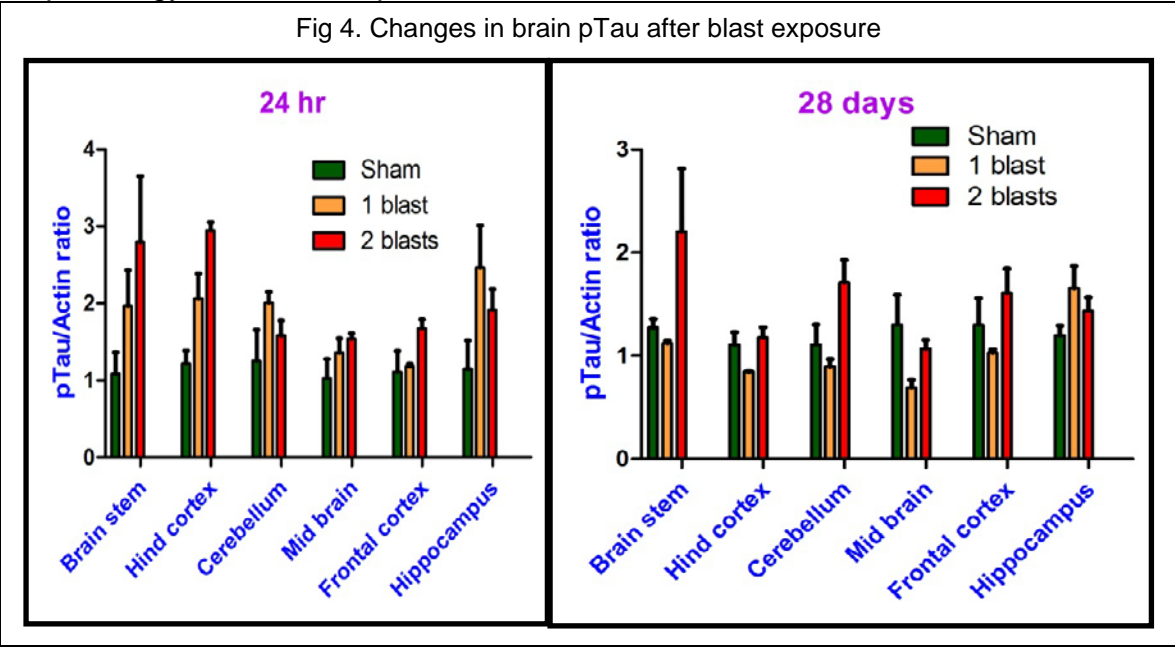 Fig 4. Changes in brain pTau after blast exposure
24 hr
4
3
2
1
0
pTau/Actin ratio
Sham
1 blast
2 blasts
Brain stem
Hind cortex
Cerebellum
Mid brain
Frontal cortex
Hippocampus
28 days
3
2
1
0
pTau/Actin ratio
Sham
1 blast
2 blasts
Brain stem
Hind cortex
Cerebellum
Mid brain
Frontal cortex
Hippocampus